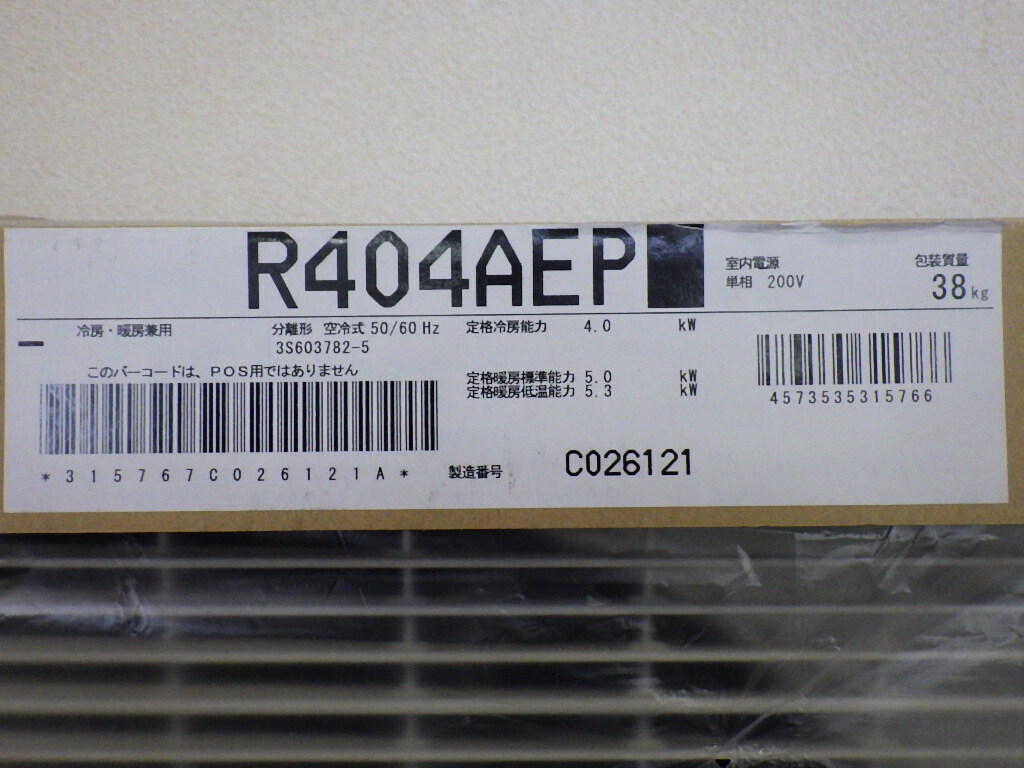 R404AEP
室内電源
単相 200V
包装質量
38kg
冷房・暖房兼用
分離形 空冷式 50/60 Hz
3S603782-5
定格冷房能力 4.0 kW
定格暖房標準能力 5.0 kW
定格暖房低温能力 5.3 kW
このバーコードは、POS用ではありません
*315767C026121A*
製造番号 C026121
4573535315766